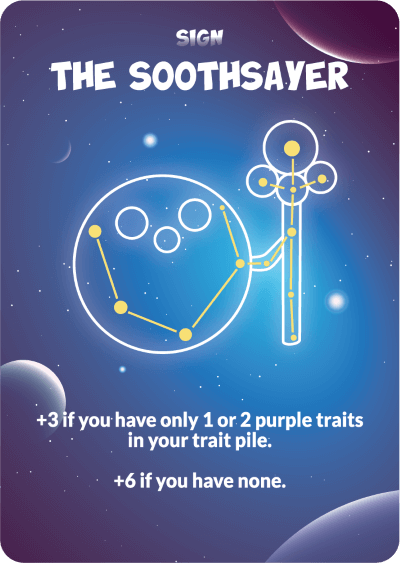 SIGN
THE SOOTHSAYER
+3 if you have only 1 or 2 purple traits
in your trait pile.
+6 if you have none.